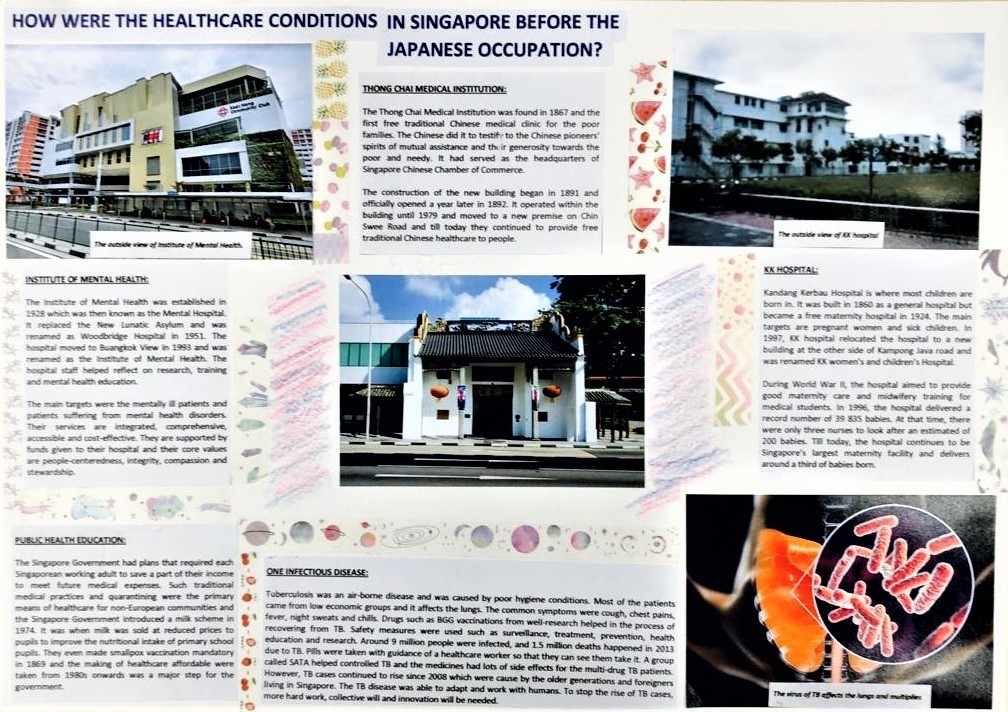 HOW WERE THE HEALTHCARE CONDITIONS IN SINGAPORE BEFORE THE
JAPANESE OCCUPATION?
East Wing
Community Club
The outside view of Institute of Mental Health.
THONG CHAI MEDICAL INSTITUTION:
The Thong Chai Medical Institution was found in 1867 and the
first free traditional Chinese medical clinic for the poor
families. The Chinese did it to testify to the Chinese pioneers'
spirits of mutual assistance and their generosity towards the
poor and needy. It had served as the headquarters of
Singapore Chinese Chamber of Commerce.
The construction of the new building began in 1891 and
officially opened a year later in 1892. It operated within the
building until 1979 and moved to a new premise on Chin
Swee Road and till today they continued to provide free
traditional Chinese healthcare to people.
The outside view of KK hospital
INSTITUTE OF MENTAL HEALTH:
The Institute of Mental Health was established in
1928 which was then known as the Mental Hospital.
It replaced the New Lunatic Asylum and was
renamed as Woodbridge Hospital in 1951. The
hospital moved to Buangkok View in 1993 and was
renamed as the Institute of Mental Health. The
hospital staff helped reflect on research, training
and mental health education.
The main targets were the mentally ill patients and
patients suffering from mental health disorders.
Their services are integrated, comprehensive,
accessible and cost-effective. They are supported by
funds given to their hospital and their core values
are people-centeredness, integrity, compassion and
stewardship.
KK HOSPITAL:
Kandang Kerbau Hospital is where most children are
born in. It was built in 1860 as a general hospital but
became a free maternity hospital in 1924. The main
targets are pregnant women and sick children. In
1997, KK hospital relocated the hospital to a new
building at the other side of Kampong Java road and
was renamed KK women's and children's Hospital.
During World War II, the hospital aimed to provide
good maternity care and midwifery training for
medical students. In 1996, the hospital delivered a
record number of 39 835 babies. At that time, there
were only three nurses to look after an estimated of
200 babies. Till today, the hospital continues to be
Singapore's largest maternity facility and delivers
around a third of babies born.
PUBLIC HEALTH EDUCATION:
The Singapore Government had plans that required each
Singaporean working adult to save a part of their income
to meet future medical expenses. Such traditional
medical practices and quarantining were the primary
means of healthcare for non-European communities and
the Singapore Government introduced a milk scheme in
1974. It was when milk was sold at reduced prices to
pupils to improve the nutritional intake of primary school
pupils. They even made smallpox vaccination mandatory
in 1869 and the making of healthcare affordable were
taken from 1980s onwards was a major step for the
government.
ONE INFECTIOUS DISEASE:
Tuberculosis was an air-borne disease and was caused by poor hygiene conditions. Most of the patients
came from low economic groups and it affects the lungs. The common symptoms were cough, chest pains,
fever, night sweats and chills. Drugs such as BGG vaccinations from well-research helped in the process of
recovering from TB. Safety measures were used such as surveillance, treatment, prevention, health
education and research. Around 9 million people were infected, and 1.5 million deaths happened in 2013
due to TB. Pills were taken with guidance of a healthcare worker so that they can see them take it. A group
called SATA helped controlled TB and the medicines had lots of side effects for the multi-drug TB patients.
However, TB cases continued to rise since 2008 which were cause by the older generations and foreigners
living in Singapore. The TB disease was able to adapt and work with humans. To stop the rise of TB cases,
more hard work, collective will and innovation will be needed.
The virus of TB affects the lungs and multiplies